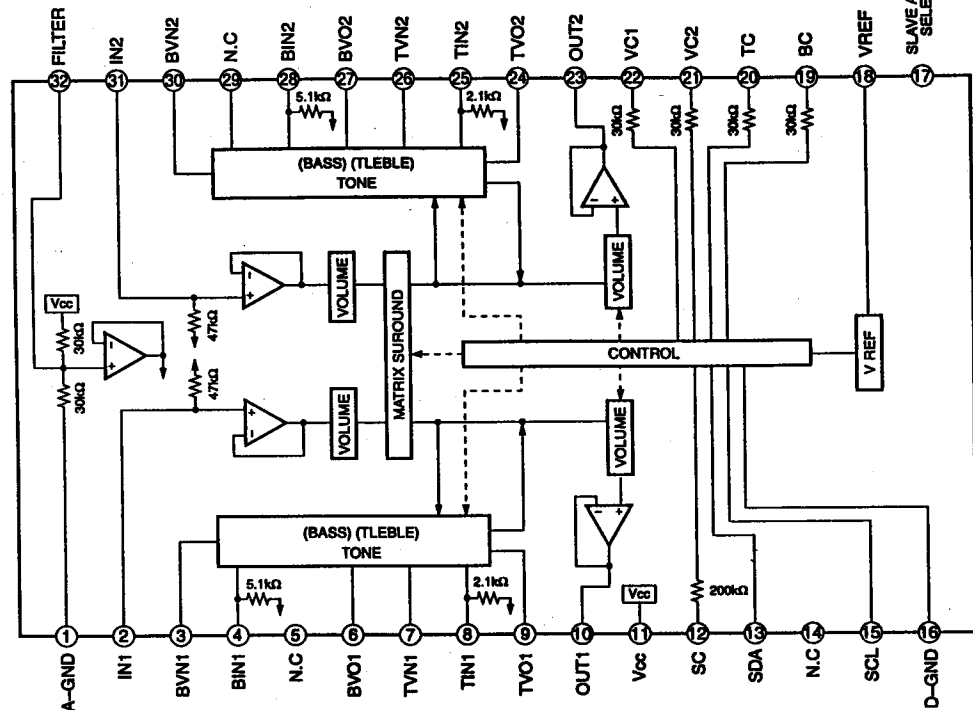 FILTER
IN2
BVN2
N.C
BIN2
BVO2
TVN2
TIN2
TVO2
OUT2
VC1
VC2
TC
BC
VREF
SLAVE A
SELE
32
31
30
29
28
27
26
25
24
23
22
21
20
19
18
17
5.1kΩ
2.1kΩ
30kΩ
30kΩ
30kΩ
30kΩ
(BASS) (TLEBLE)
TONE
− +
VOLUME
VOLUME
MATRIX SURROUND
−
+
47kΩ
Vcc
30kΩ
−
+
30kΩ
47kΩ
CONTROL
V REF
+
−
VOLUME
VOLUME
− +
(BASS) (TLEBLE)
TONE
5.1kΩ
2.1kΩ
Vcc
200kΩ
1
2
3
4
5
6
7
8
9
10
11
12
13
14
15
16
A-GND
IN1
BVN1
BIN1
N.C
BVO1
TVN1
TIN1
TVO1
OUT1
Vcc
SC
SDA
N.C
SCL
D-GND